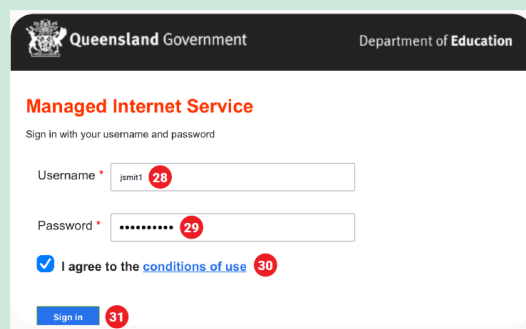 Queensland Government
Department of Education
Managed Internet Service
Sign in with your username and password
Username * jsmit1 28
Password * •••••••••• 29
I agree to the conditions of use 30
Sign in 31